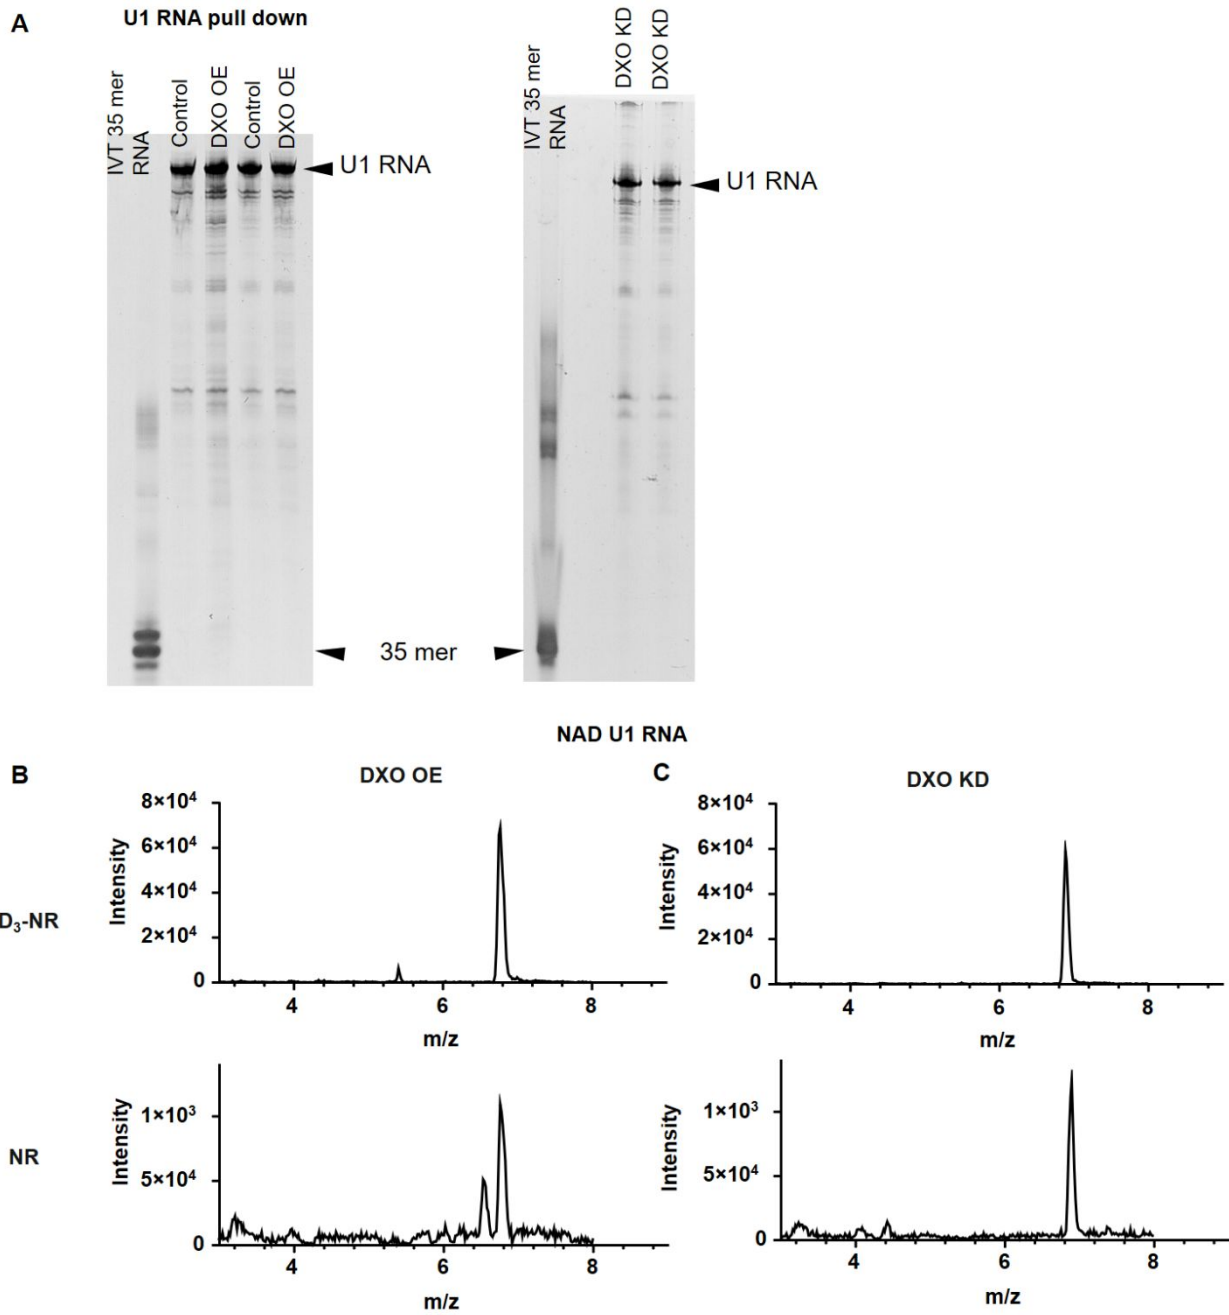 A
U1 RNA pull down
IVT 35 mer
RNA
Control
DXO OE
Control
DXO OE
U1 RNA
IVT 35 mer
RNA
DXO KD
DXO KD
U1 RNA
35 mer
NAD U1 RNA
B
DXO OE
C
DXO KD
D₃-NR
Intensity
8×10⁴
6×10⁴
4×10⁴
2×10⁴
0
4 6 8
m/z
Intensity
8×10⁴
6×10⁴
4×10⁴
2×10⁴
0
4 6 8
m/z
NR
Intensity
1×10³
5×10⁴
0
4 6 8
m/z
Intensity
1×10³
5×10⁴
0
4 6 8
m/z